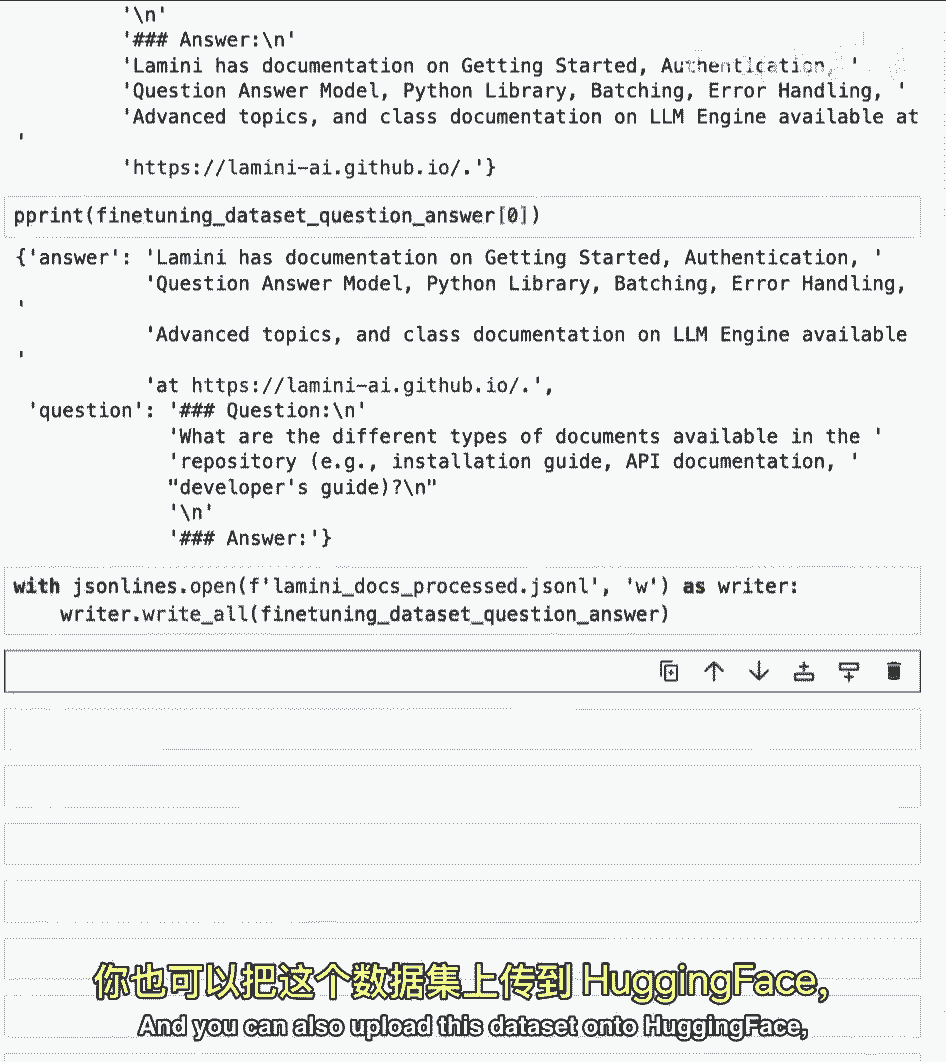 '\n'
'### Answer:\n'
'Lamini has documentation on Getting Started, Authentication, '
'Question Answer Model, Python Library, Batching, Error Handling, '
'Advanced topics, and class documentation on LLM Engine available at
'
'https://lamini-ai.github.io/.'}
pprint(finetuning_dataset_question_answer[0])
{'answer': 'Lamini has documentation on Getting Started, Authentication, '
'Question Answer Model, Python Library, Batching, Error Handling,
'
'Advanced topics, and class documentation on LLM Engine available
'
'at https://lamini-ai.github.io/.',
'question': '### Question:\n'
'What are the different types of documents available in the '
'repository (e.g., installation guide, API documentation, '
"developer's guide)?\n"
'\n'
'### Answer:'}
with jsonlines.open(f'lamini_docs_processed.jsonl', 'w') as writer:
writer.write_all(finetuning_dataset_question_answer)
你也可以把这个数据集上传到 HuggingFace,
And you can also upload this dataset onto HuggingFace,